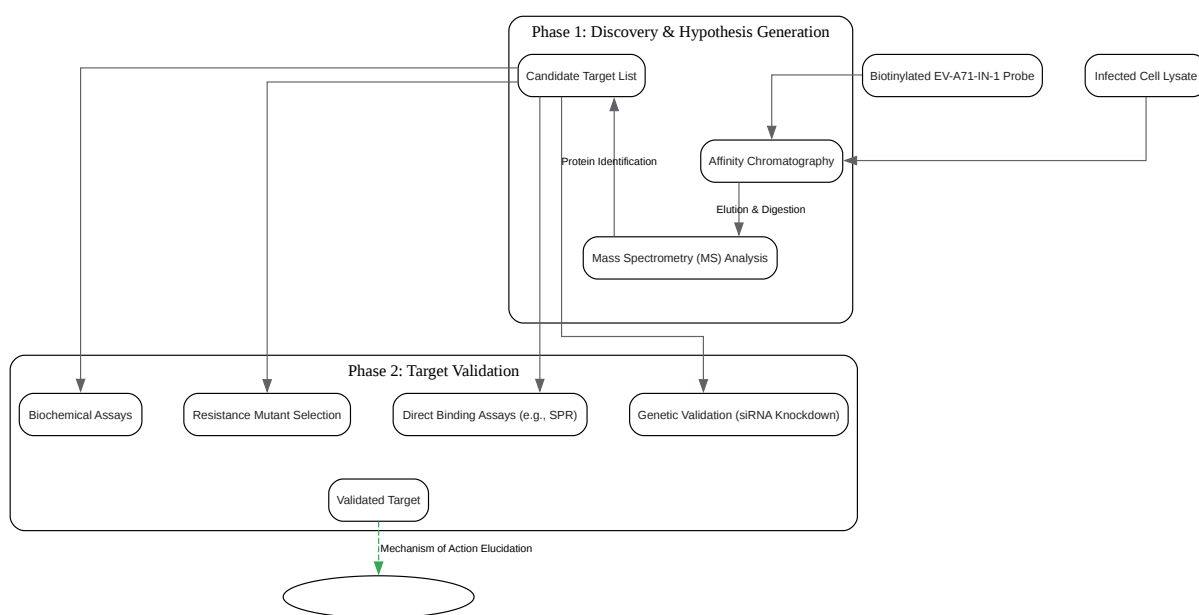 Phase 1: Discovery & Hypothesis Generation
Candidate Target List
Biotinylated EV-A71-IN-1 Probe
Infected Cell Lysate
Protein Identification
Affinity Chromatography
Elution & Digestion
Mass Spectrometry (MS) Analysis
Phase 2: Target Validation
Biochemical Assays
Resistance Mutant Selection
Direct Binding Assays (e.g., SPR)
Genetic Validation (siRNA Knockdown)
Validated Target
Mechanism of Action Elucidation